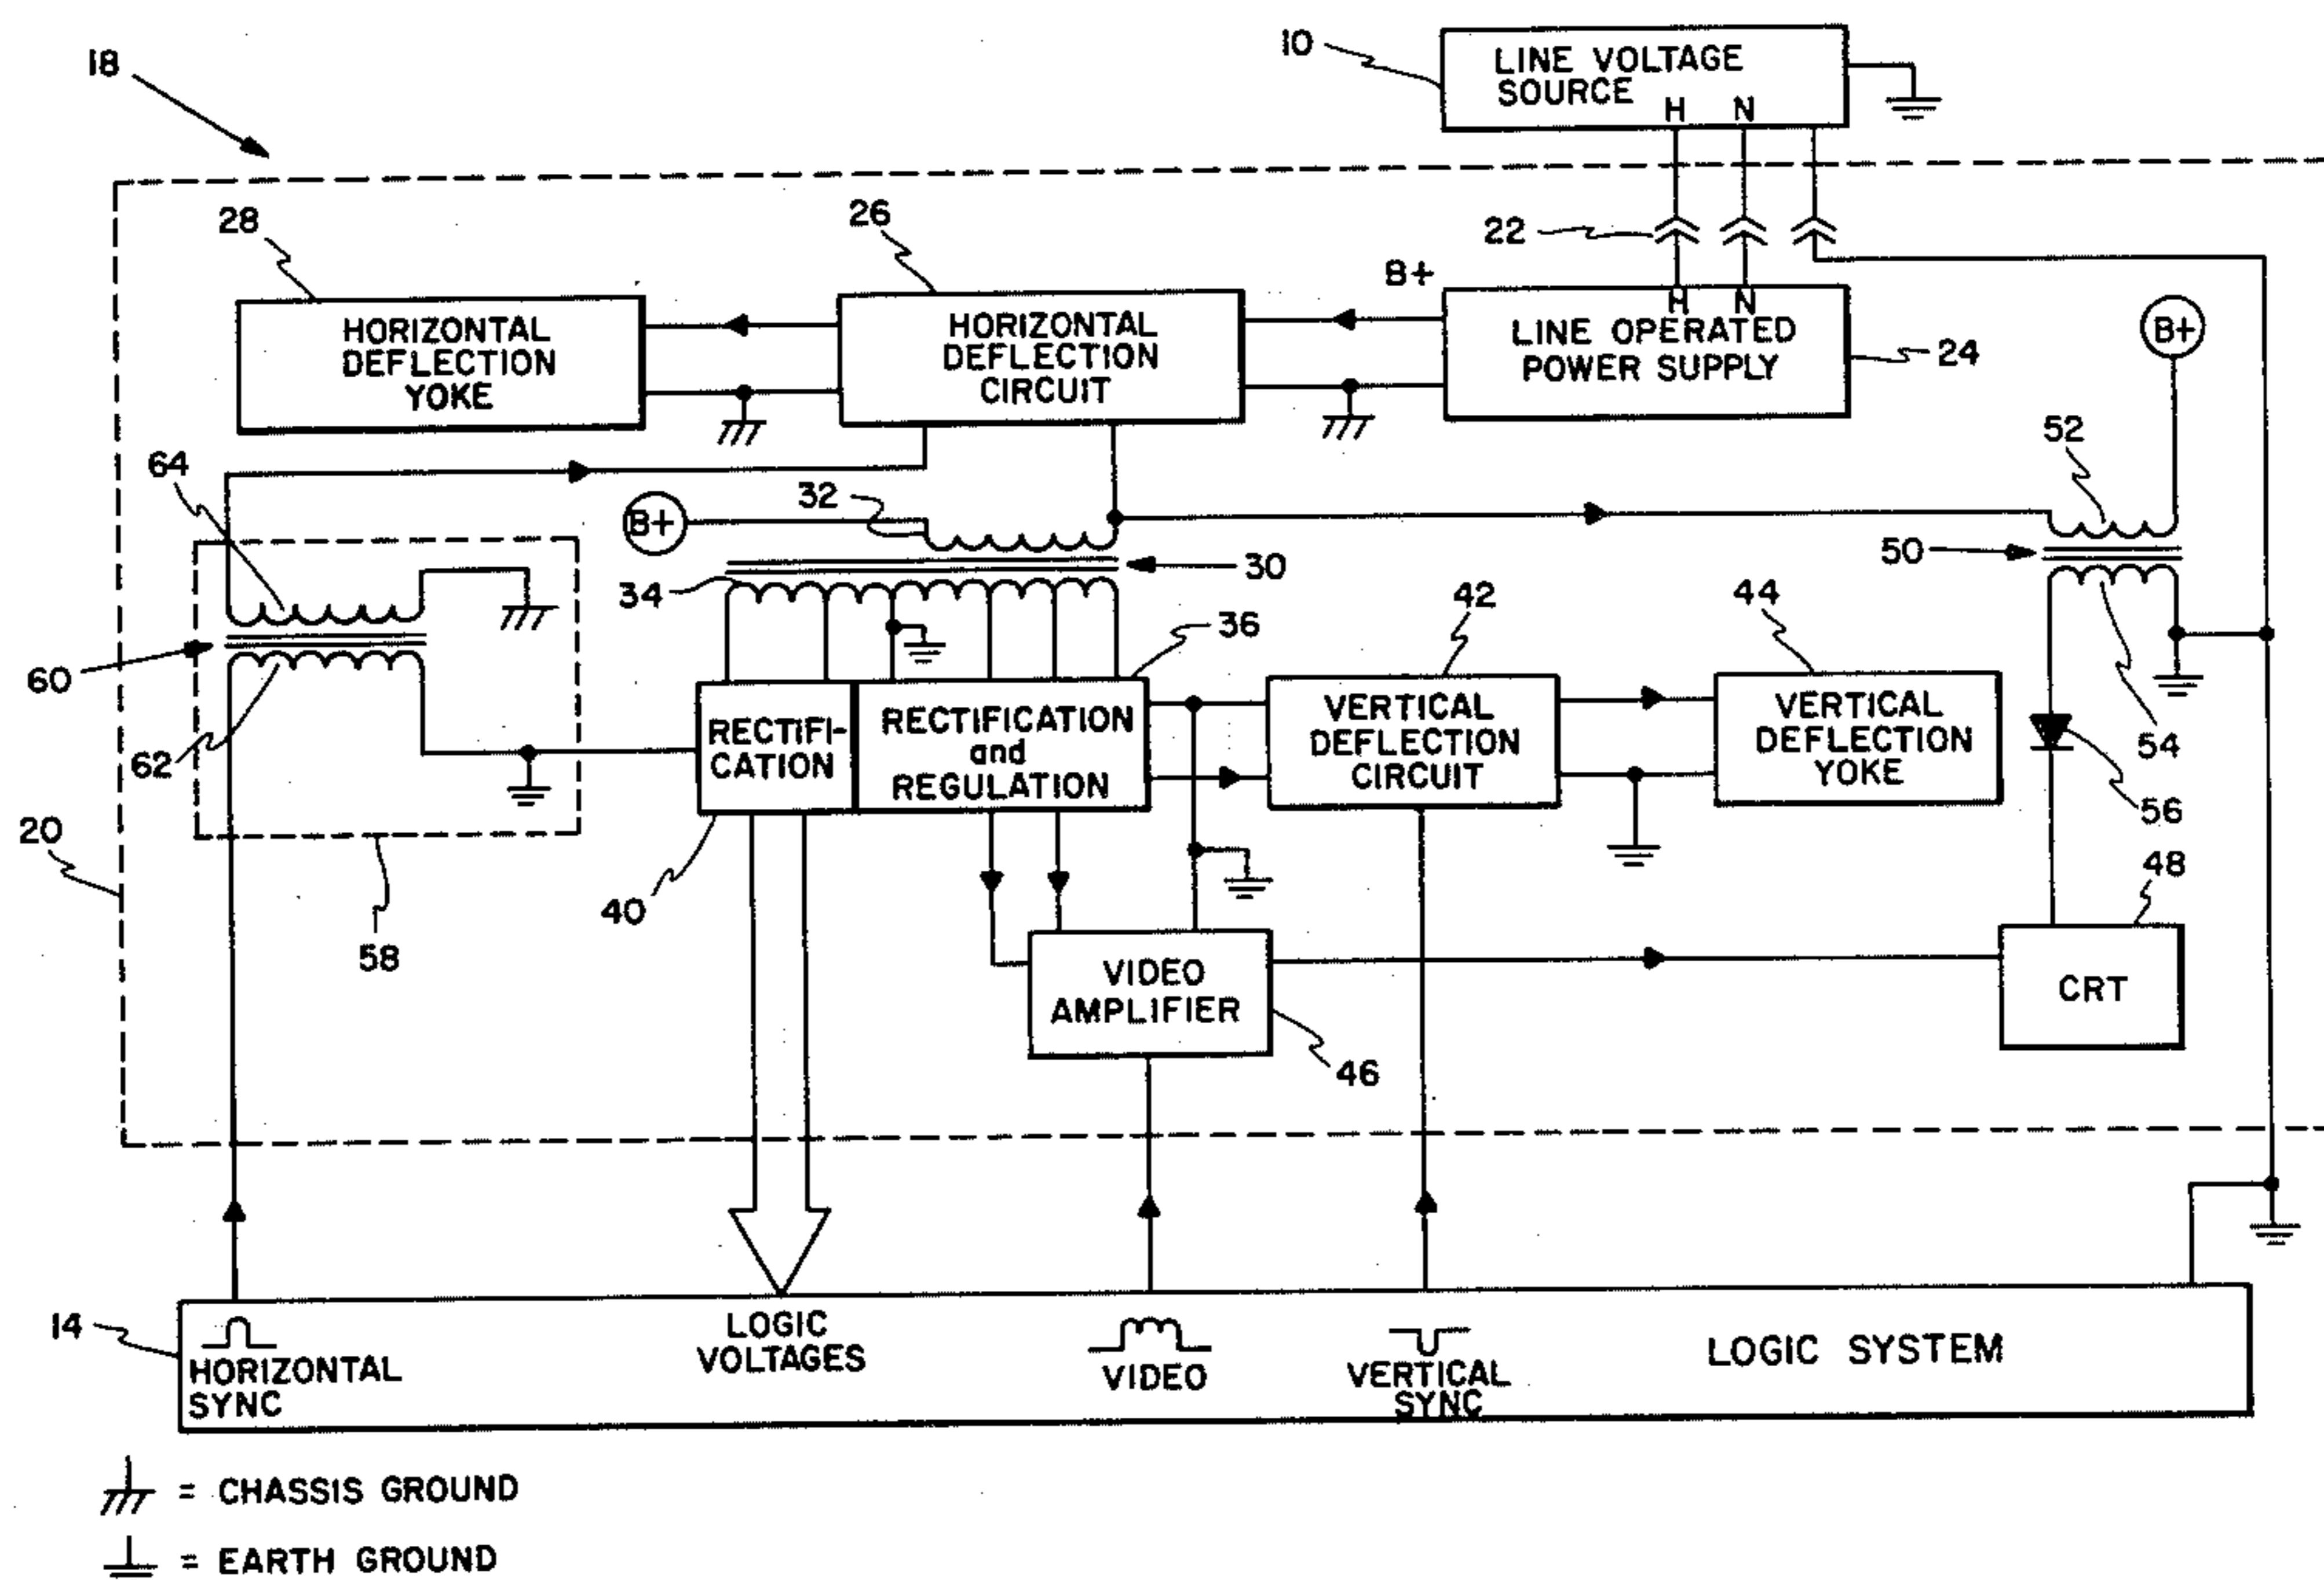 18
10
LINE VOLTAGE
SOURCE
H N
28
26
22
B+
H N
HORIZONTAL
DEFLECTION
YOKE
HORIZONTAL
DEFLECTION
CIRCUIT
LINE OPERATED
POWER SUPPLY
24
B+
64
32
52
B+
50
30
34
36
42
44
60
62
RECTIFI-
CATION
RECTIFICATION
and
REGULATION
VERTICAL
DEFLECTION
CIRCUIT
VERTICAL
DEFLECTION
YOKE
54
56
20
40
58
48
VIDEO
AMPLIFIER
CRT
46
14
HORIZONTAL
SYNC
LOGIC
VOLTAGES
VIDEO
VERTICAL
SYNC
LOGIC SYSTEM
= CHASSIS GROUND
= EARTH GROUND